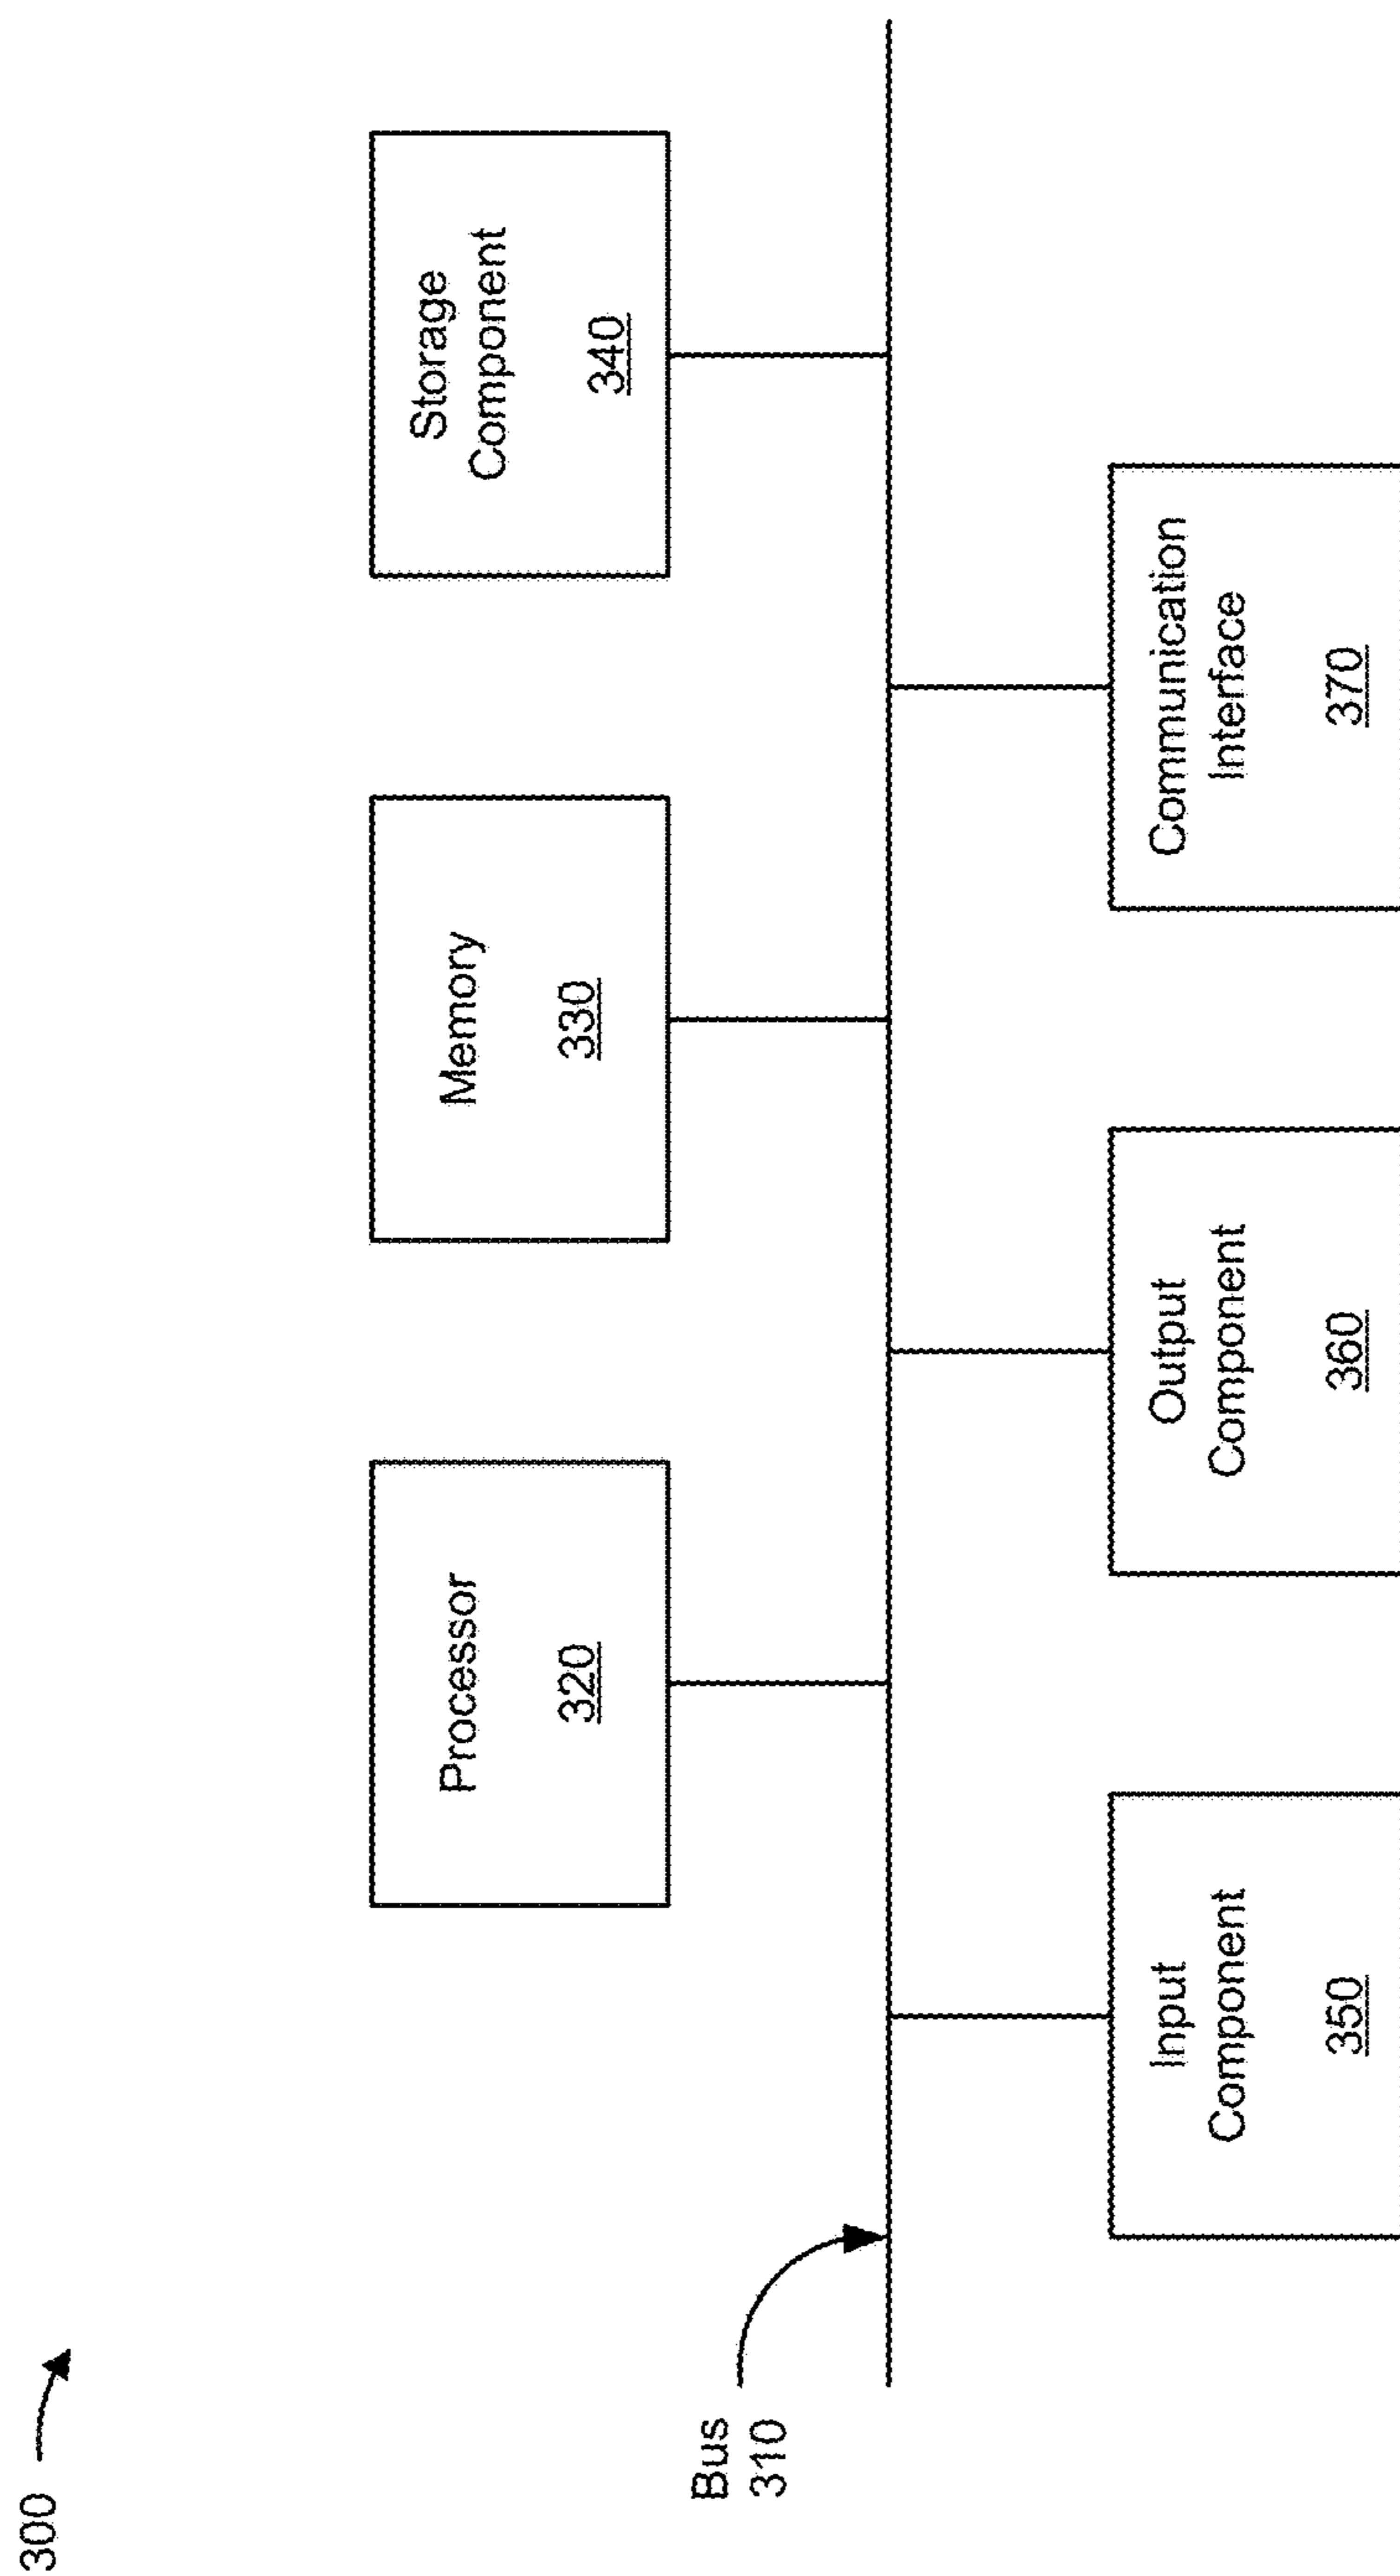 300
Processor
320
Memory
330
Storage
Component
340
Bus
310
Input
Component
350
Output
Component
360
Communication
Interface
370